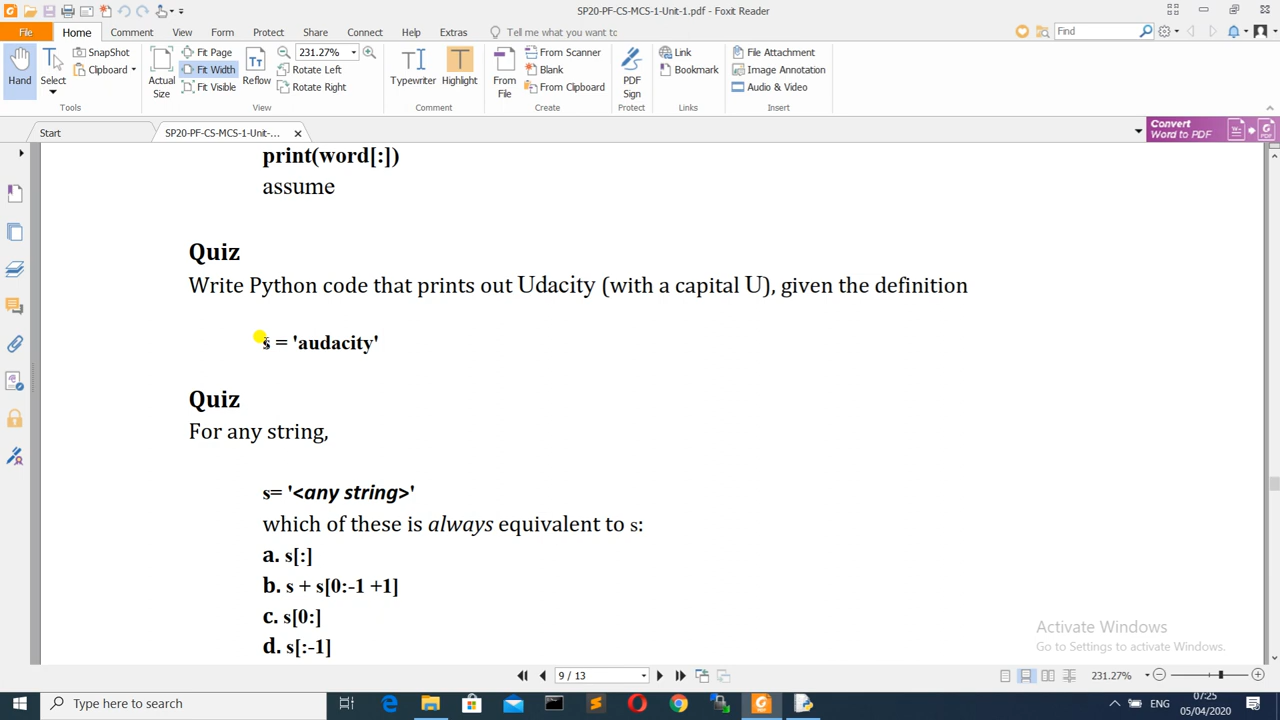 SP20-PF-CS-MCS-1-Unit-1.pdf - Foxit Reader
File Home Comment View Form Protect Share Connect Help Extras Tell me what you want to Find
Hand Select SnapShot Clipboard Actual Size Fit Page Fit Width Fit Visible Reflow 231.27% Rotate Left Rotate Right Typewriter Highlight From File From Scanner Blank From Clipboard PDF Sign Link Bookmark File Attachment Image Annotation Audio & Video
Tools View Comment Create Protect Links Insert
Start SP20-PF-CS-MCS-1-Unit-... Convert Word to PDF
print(word[:])
assume
Quiz
Write Python code that prints out Udacity (with a capital U), given the definition
s = 'audacity'
Quiz
For any string,
s= '<any string>'
which of these is always equivalent to s:
a. s[:]
b. s + s[0:-1 +1]
c. s[0:]
d. s[:-1]
Activate Windows
Go to Settings to activate Windows.
9 / 13 231.27%
Type here to search ENG 07:25 05/04/2020